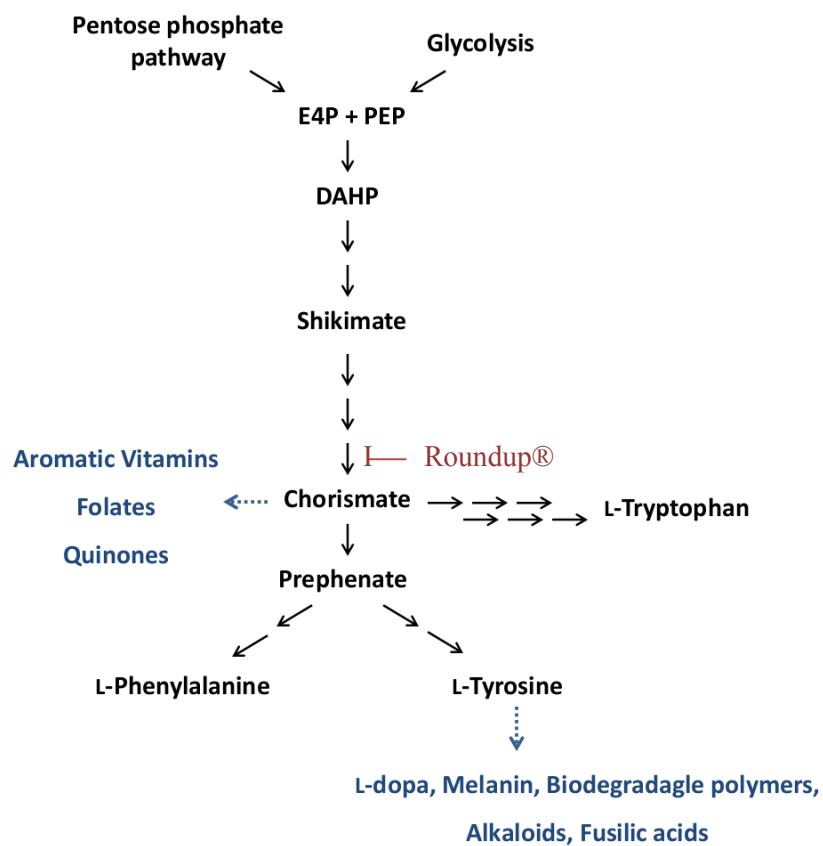 Pentose phosphate
pathway
Glycolysis
E4P + PEP
DAHP
Shikimate
Roundup®
Aromatic Vitamins
Folates
Quinones
Chorismate
L-Tryptophan
Prephenate
L-Phenylalanine
L-Tyrosine
L-dopa, Melanin, Biodegradagle polymers,
Alkaloids, Fusilic acids